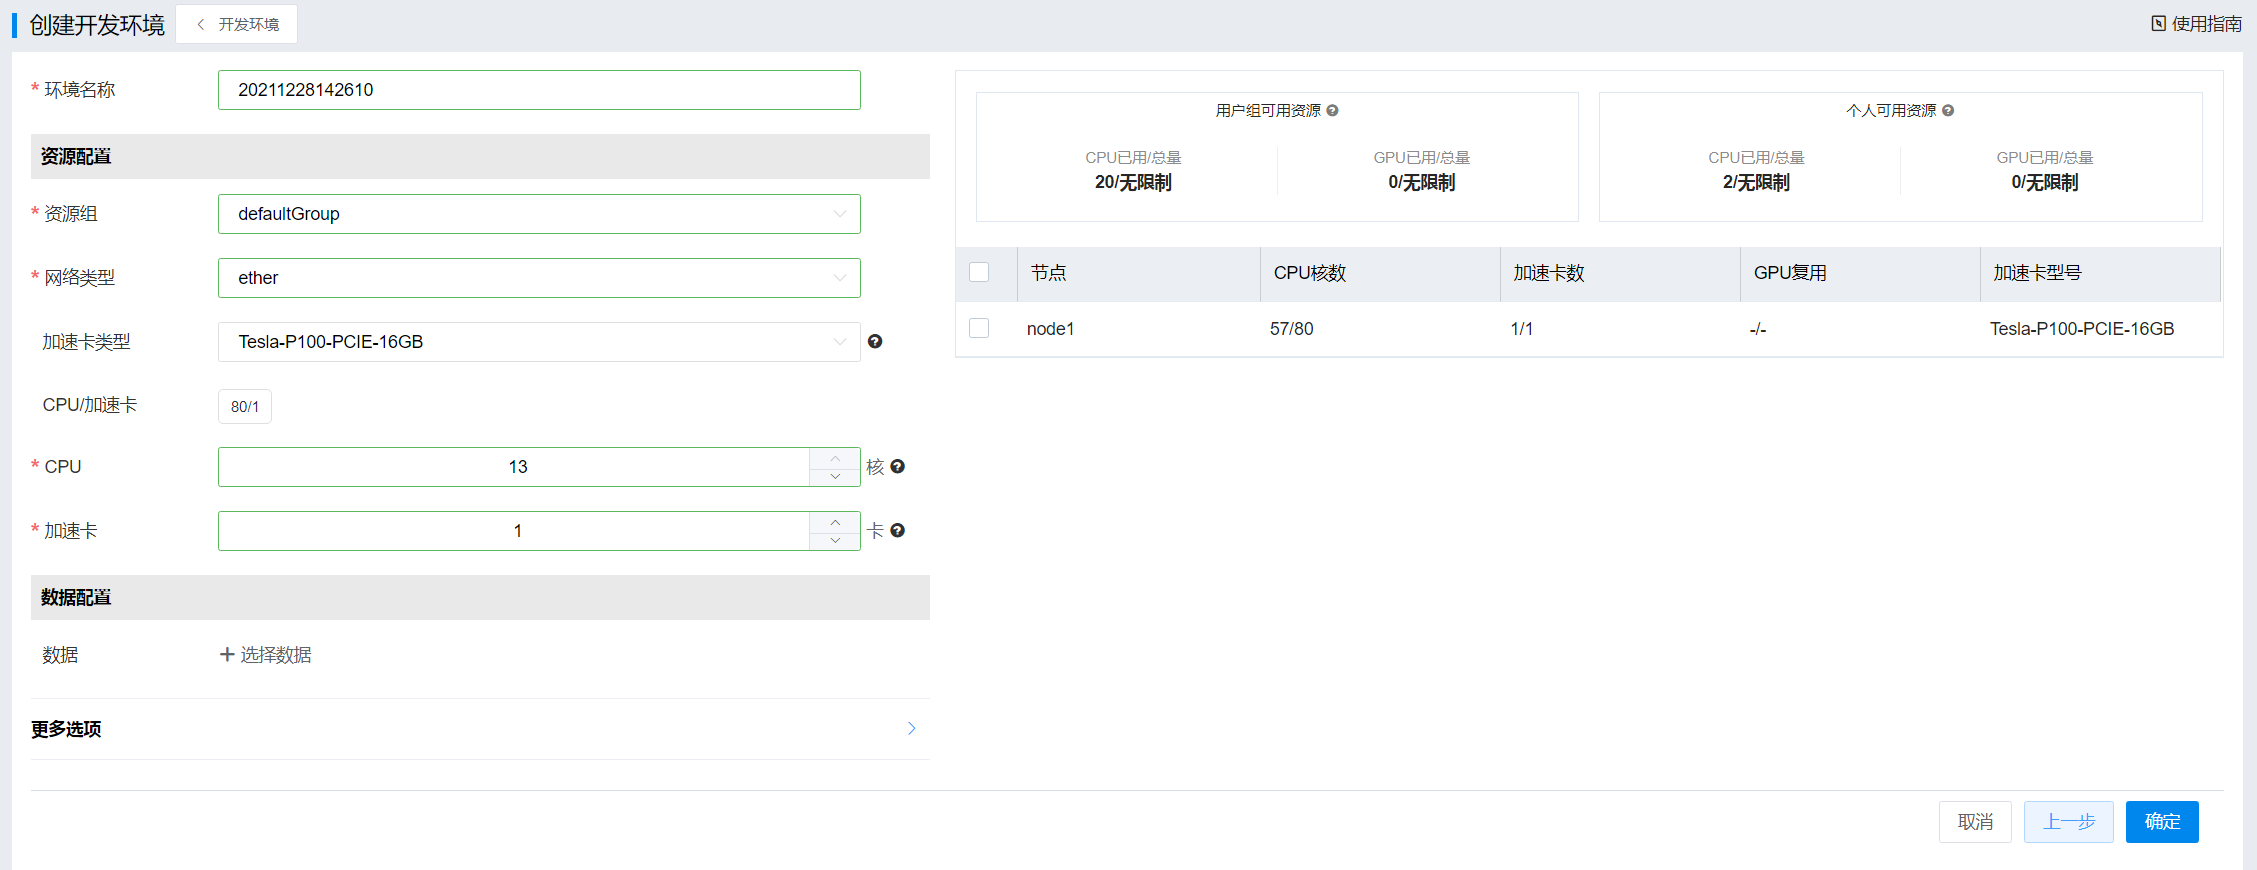 创建开发环境
开发环境
使用指南
* 环境名称
20211228142610
资源配置
* 资源组
defaultGroup
* 网络类型
ether
加速卡类型
Tesla-P100-PCIE-16GB
CPU/加速卡
80/1
* CPU
13
核
* 加速卡
1
卡
数据配置
数据
+ 选择数据
更多选项
用户组可用资源
CPU已用/总量
20/无限制
GPU已用/总量
0/无限制
个人可用资源
CPU已用/总量
2/无限制
GPU已用/总量
0/无限制
节点 CPU核数 加速卡数 GPU复用 加速卡型号
node1 57/80 1/1 -/- Tesla-P100-PCIE-16GB
取消 上一步 确定